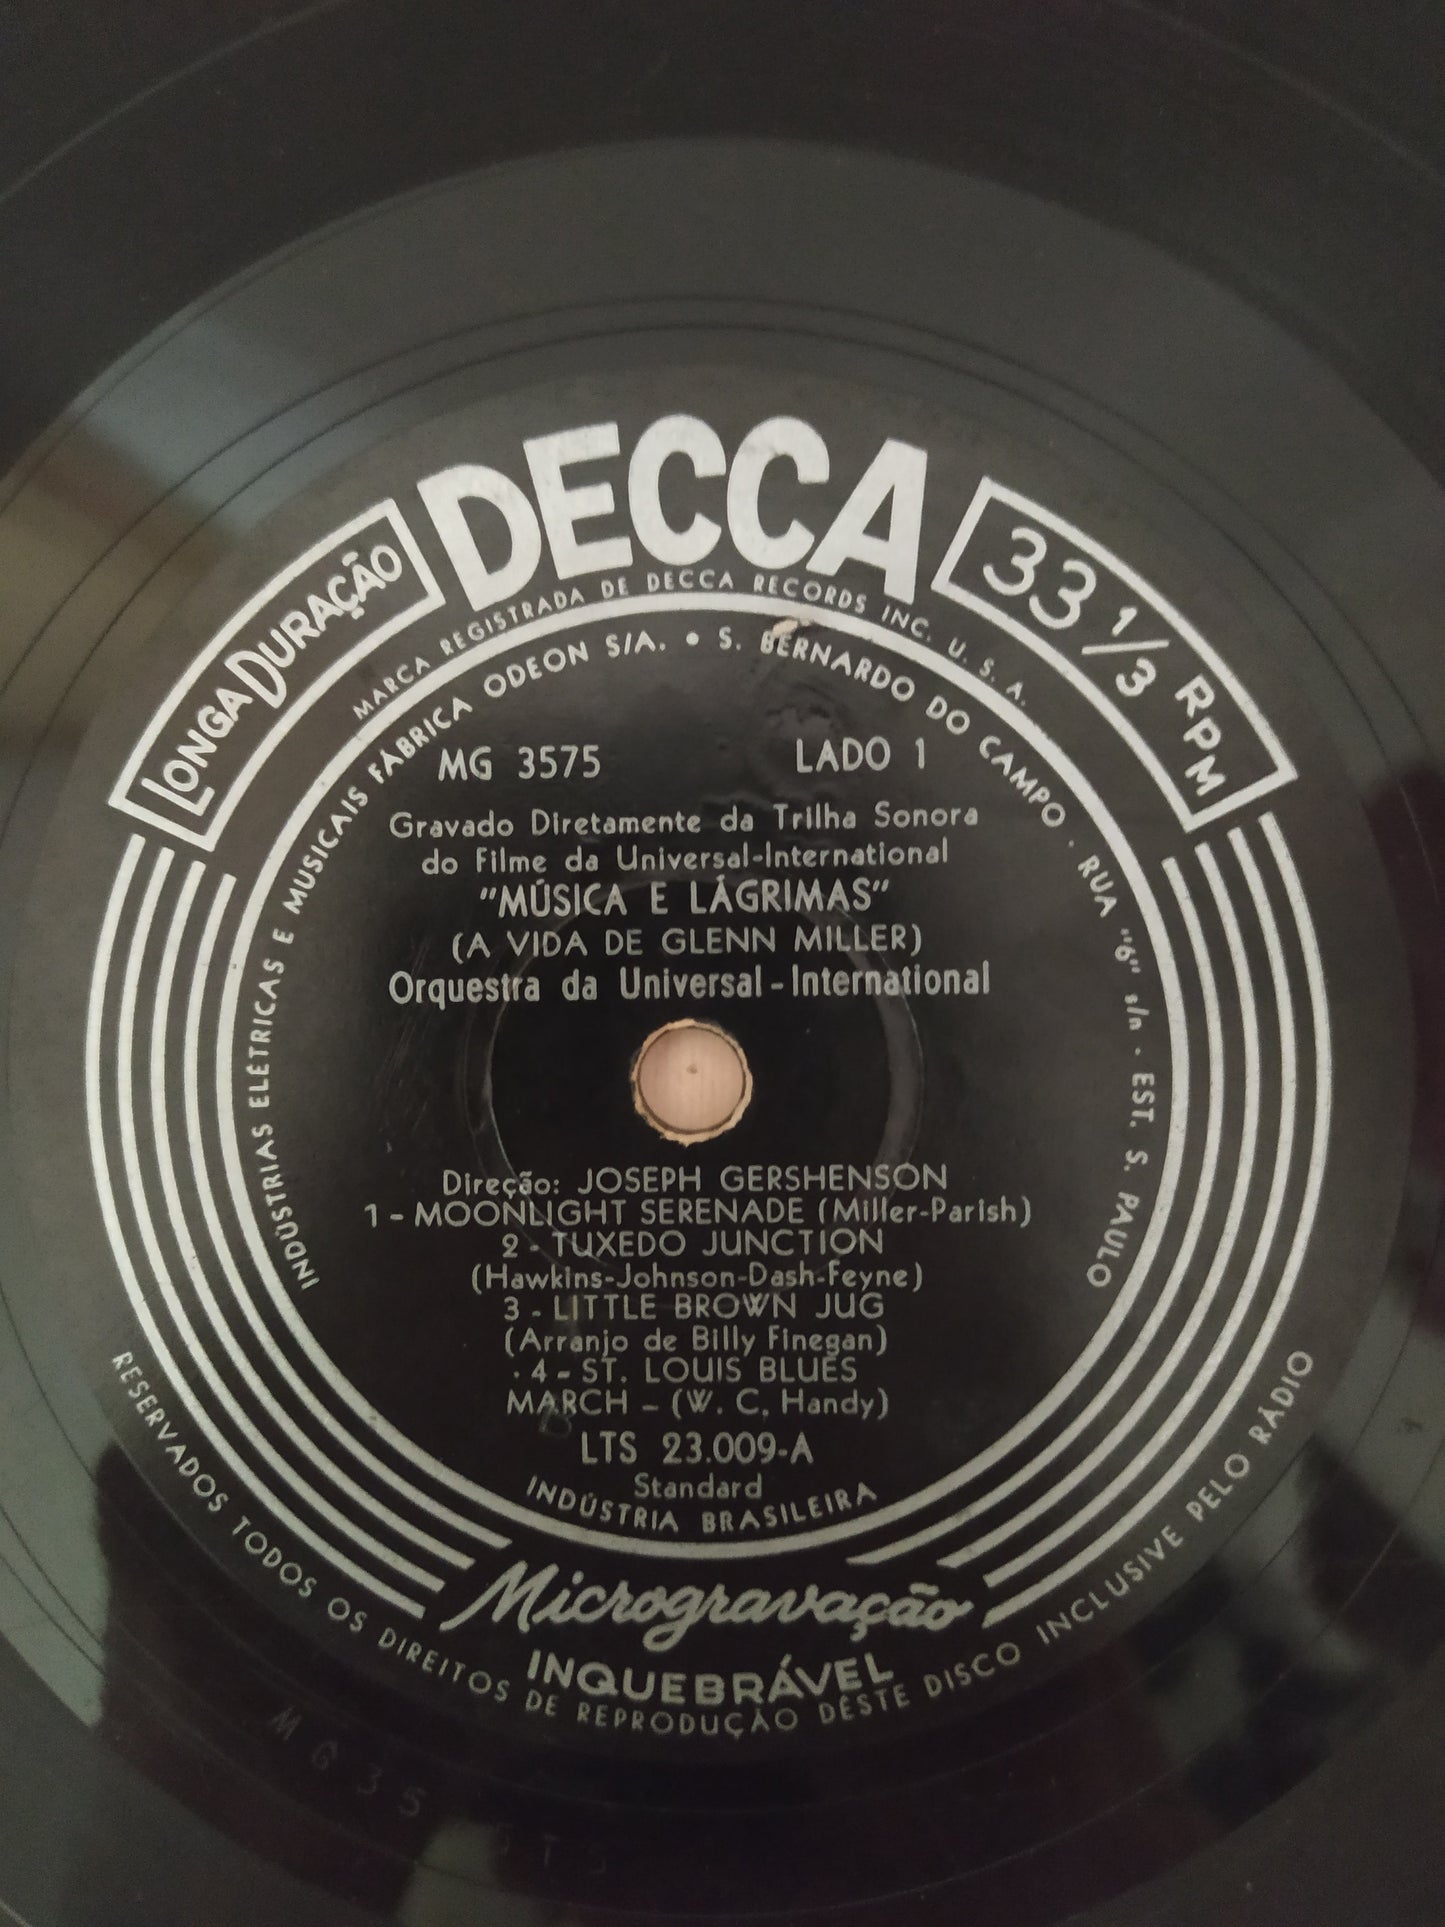 DECCA
LONGA DURAÇÃO
33 1/3 RPM
MARCA REGISTRADA DE DECCA RECORDS INC. U. S. A.
INDÚSTRIAS ELÉTRICAS E MUSICAIS FÁBRICA ODEON S/A. • S. BERNARDO DO CAMPO · RUA "6" s/n - EST. S. PAULO
MG 3575 LADO 1
Gravado Diretamente da Trilha Sonora
do Filme da Universal-International
"MÚSICA E LÁGRIMAS"
(A VIDA DE GLENN MILLER)
Orquestra da Universal - International
Direção: JOSEPH GERSHENSON
1 - MOONLIGHT SERENADE (Miller-Parish)
2 - TUXEDO JUNCTION
(Hawkins-Johnson-Dash-Feyne)
3 - LITTLE BROWN JUG
(Arranjo de Billy Finegan)
4 - ST. LOUIS BLUES
MARCH - (W. C. Handy)
LTS 23.009-A
Standard
INDÚSTRIA BRASILEIRA
Microgravação
INQUEBRÁVEL
RESERVADOS TODOS OS DIREITOS DE REPRODUÇÃO DÊSTE DISCO INCLUSIVE PELO RÁDIO